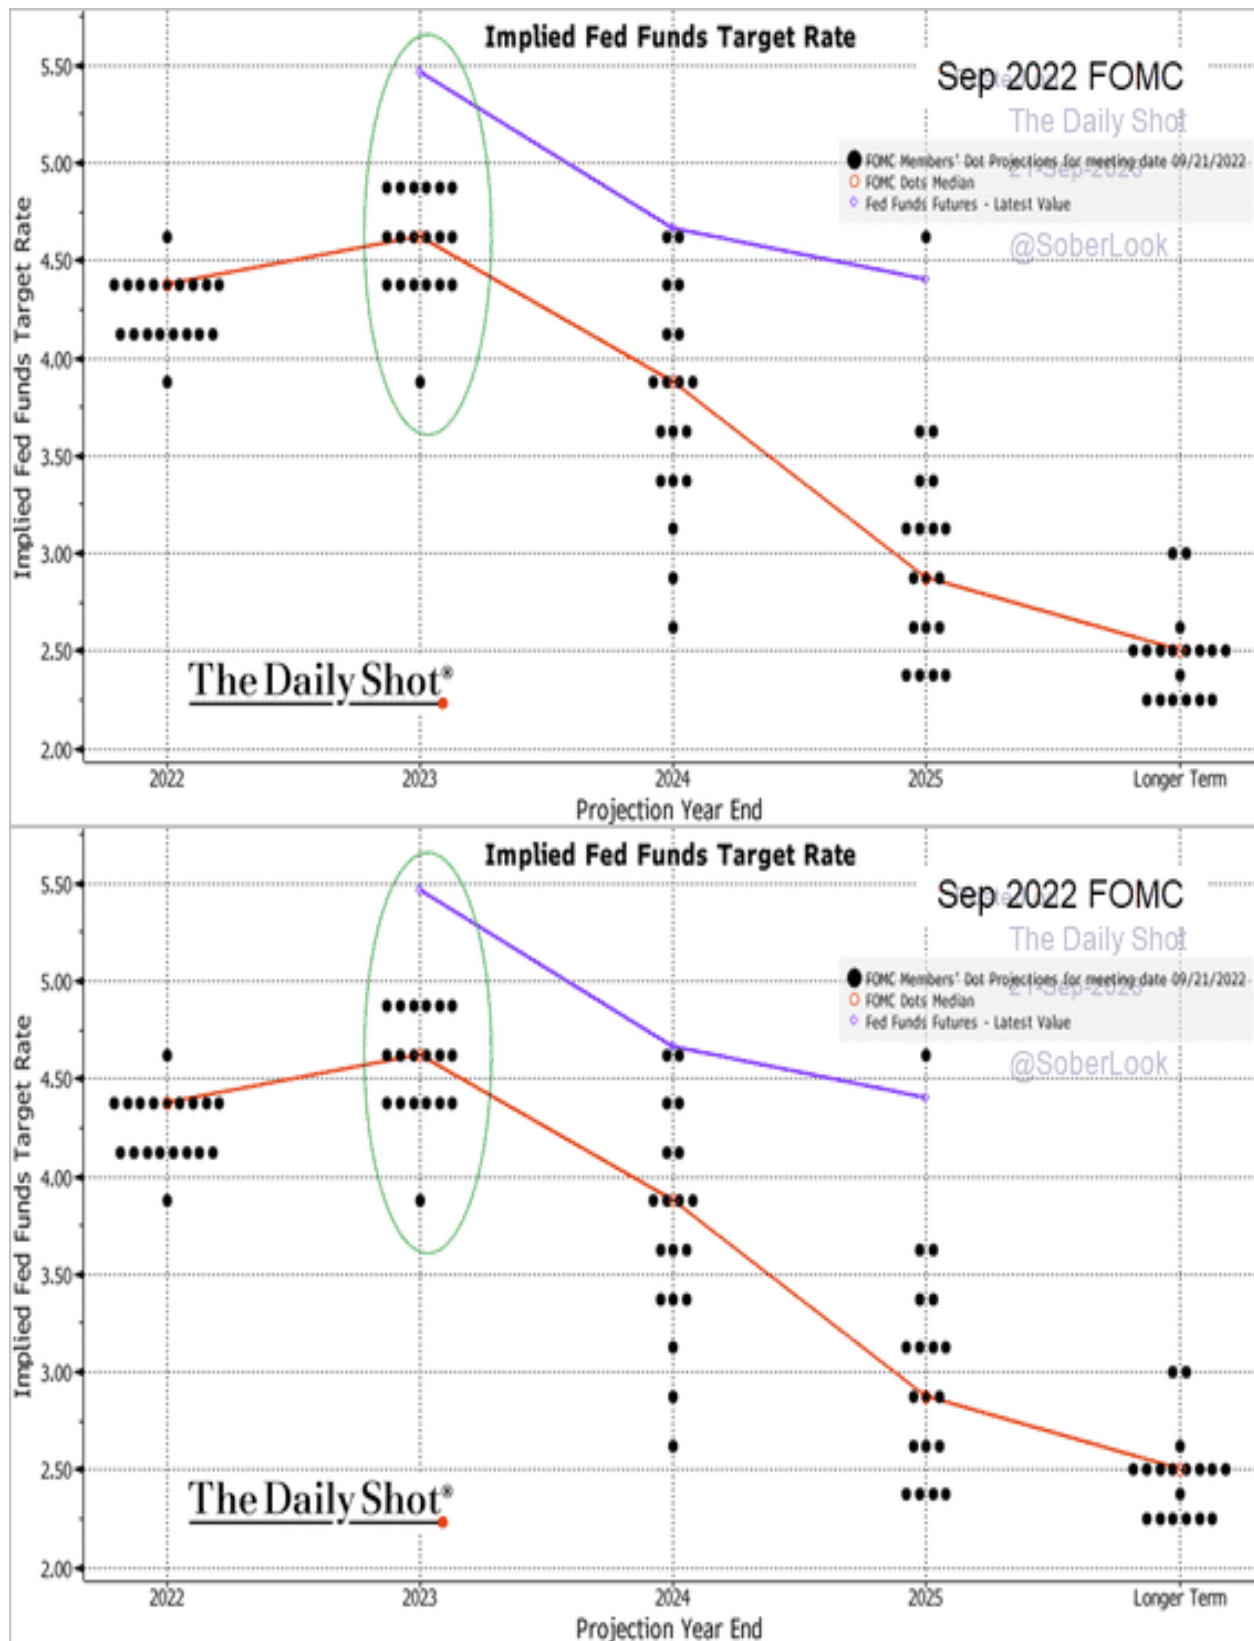 Implied Fed Funds Target Rate
Sep 2022 FOMC
The Daily Shot
FOMC Members' Dot Projections for meeting date 09/21/2022
21-Sep-2023
FOMC Dots Median
Fed Funds Futures - Latest Value
@SoberLook
Implied Fed Funds Target Rate
5.50
5.00
4.50
4.00
3.50
3.00
2.50
2.00
The Daily Shot®
2022 2023 2024 2025 Longer Term
Projection Year End
Implied Fed Funds Target Rate
Sep 2022 FOMC
The Daily Shot
FOMC Members' Dot Projections for meeting date 09/21/2022
21-Sep-2023
FOMC Dots Median
Fed Funds Futures - Latest Value
@SoberLook
Implied Fed Funds Target Rate
5.50
5.00
4.50
4.00
3.50
3.00
2.50
2.00
The Daily Shot®
2022 2023 2024 2025 Longer Term
Projection Year End